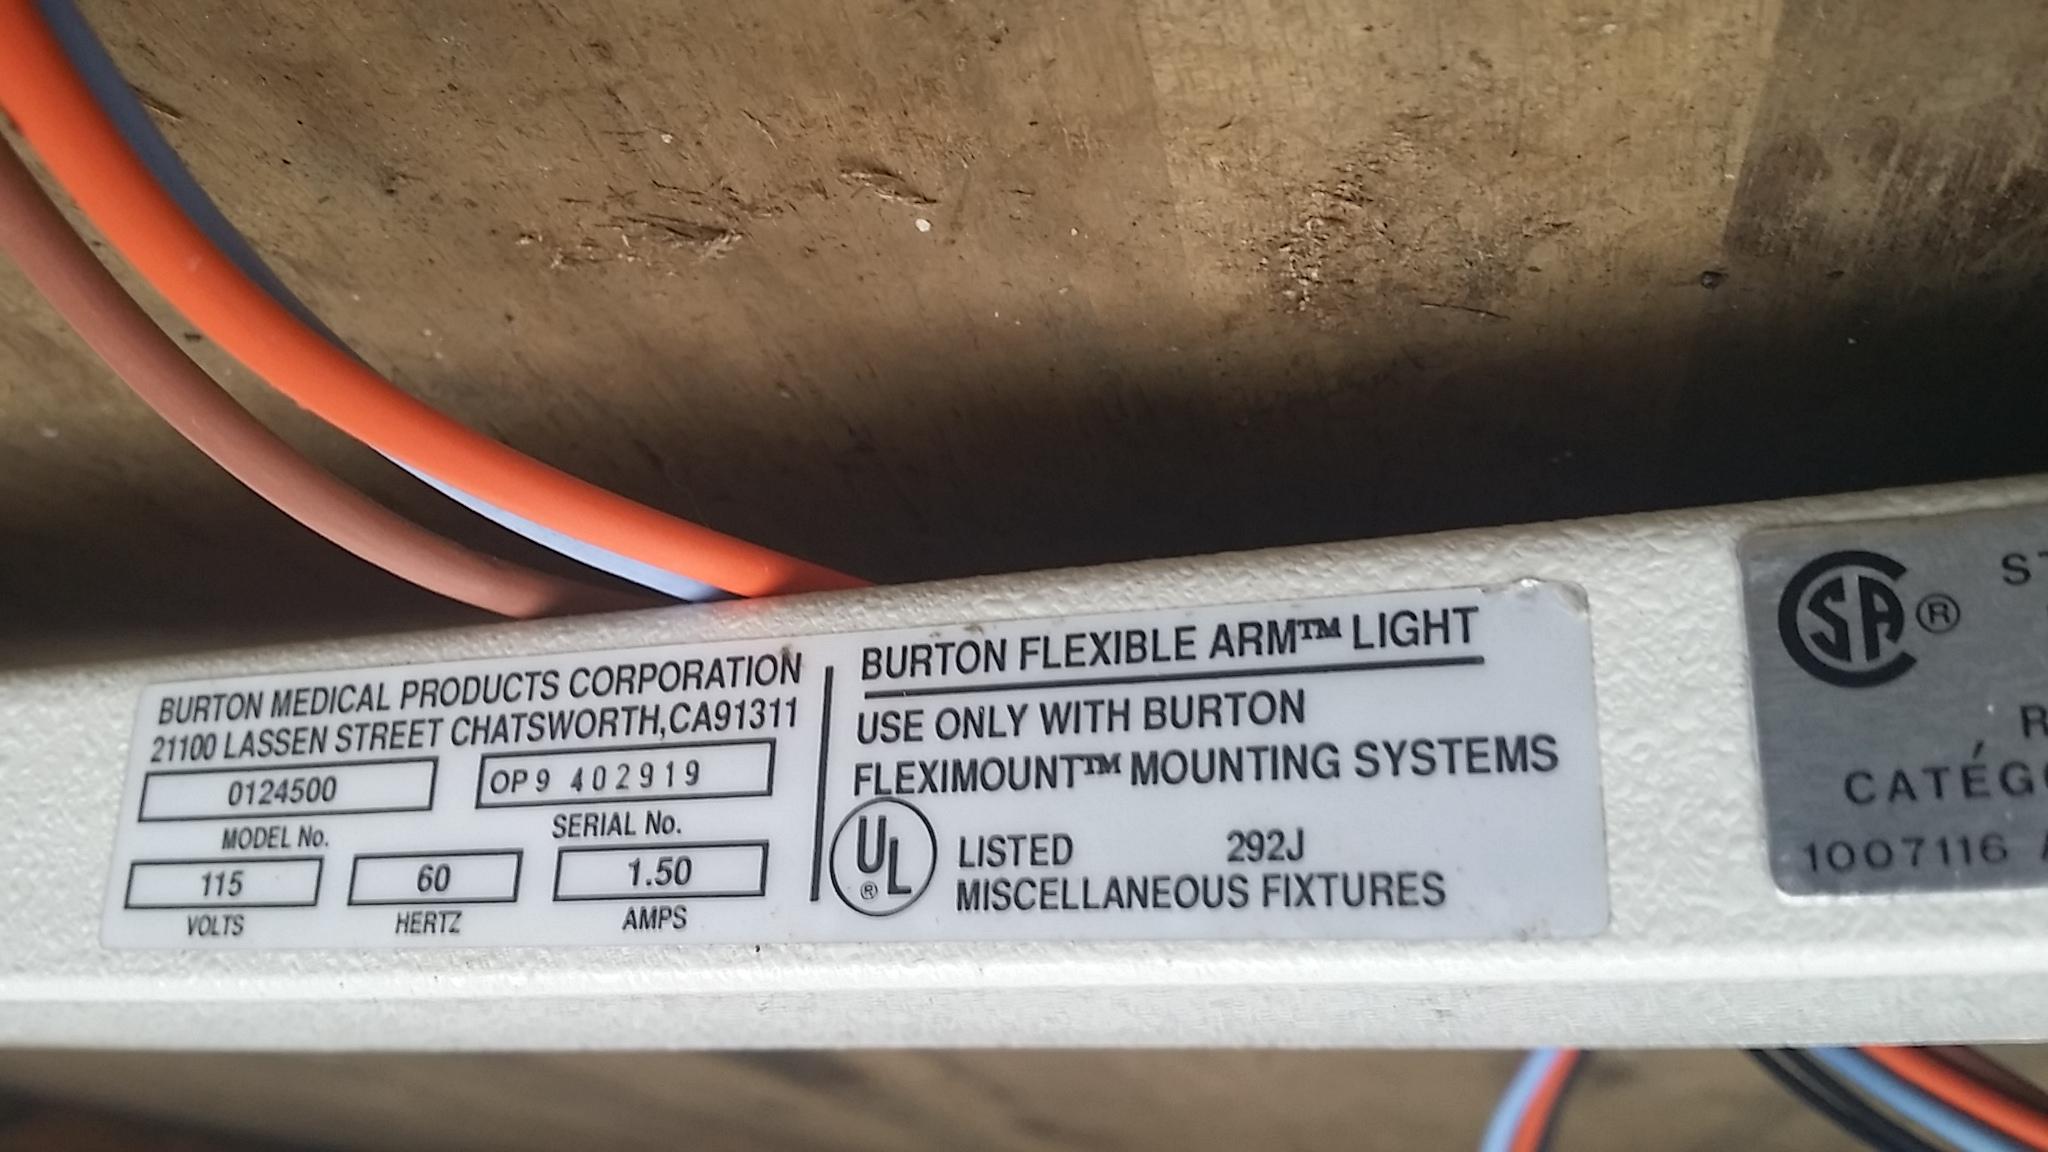 BURTON MEDICAL PRODUCTS CORPORATION
21100 LASSEN STREET CHATSWORTH,CA91311
0124500
MODEL No.
OP9 402919
SERIAL No.
115
VOLTS
60
HERTZ
1.50
AMPS
BURTON FLEXIBLE ARM™ LIGHT
USE ONLY WITH BURTON
FLEXIMOUNT™ MOUNTING SYSTEMS
UL ®
LISTED 292J
MISCELLANEOUS FIXTURES
CSA ®
1007116